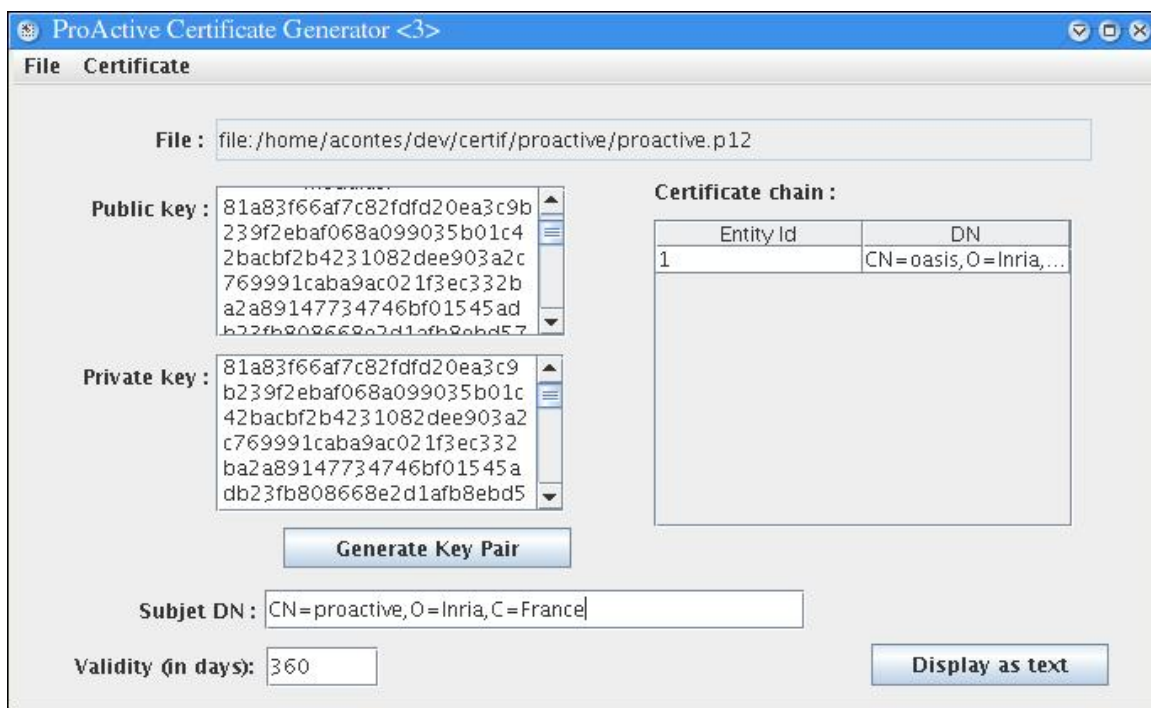 ProActive Certificate Generator <3>
File Certificate
File : file:/home/acontes/dev/certif/proactive/proactive.p12
Public key :
81a83f66af7c82fdfd20ea3c9b
239f2ebaf068a099035b01c4
2bacbf2b4231082dee903a2c
769991caba9ac021f3ec332b
a2a89147734746bf01545ad
b23fb808668e2d1afb8ebd57
Certificate chain :
Entity Id DN
1 CN=oasis,O=Inria,...
Private key :
81a83f66af7c82fdfd20ea3c9
b239f2ebaf068a099035b01c
42bacbf2b4231082dee903a2
c769991caba9ac021f3ec332
ba2a89147734746bf01545a
db23fb808668e2d1afb8ebd5
Generate Key Pair
Subjet DN : CN=proactive,O=Inria,C=France
Validity (in days): 360
Display as text